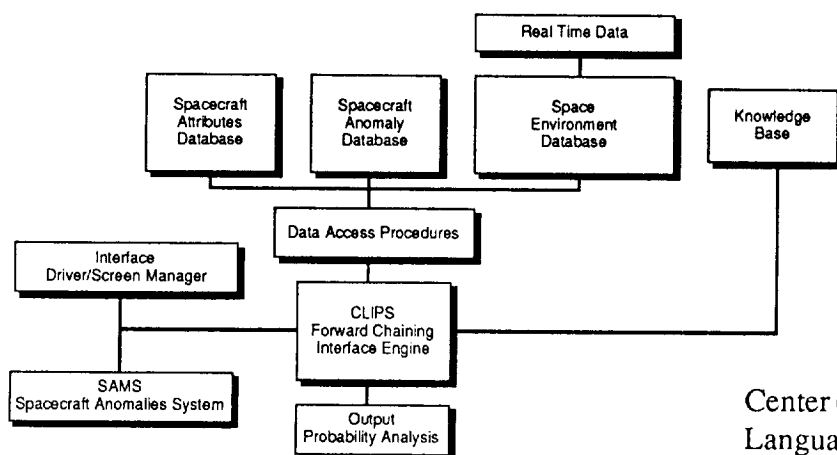 Real Time Data
Spacecraft
Attributes
Database
Spacecraft
Anomaly
Database
Space
Environment
Database
Knowledge
Base
Data Access Procedures
Interface
Driver/Screen Manager
CLIPS
Forward Chaining
Interface Engine
SAMS
Spacecraft Anomalies System
Output
Probability Analysis
Center